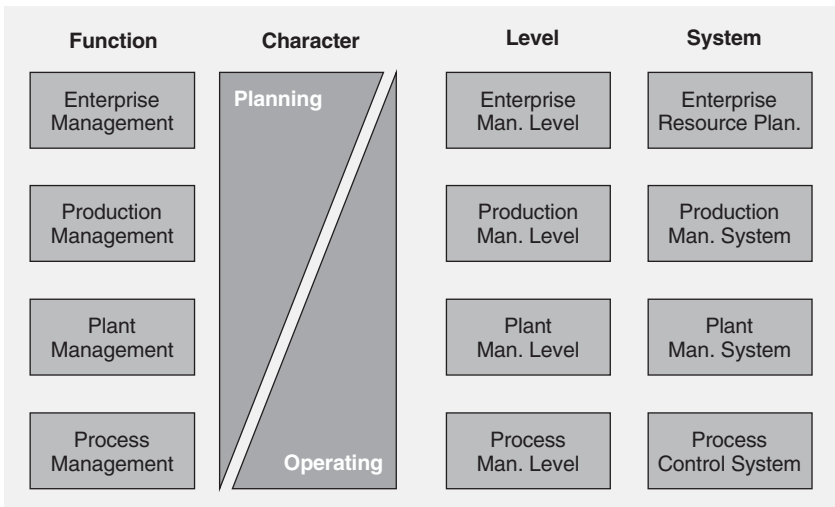 Function
Character
Level
System
Enterprise
Management
Planning
Enterprise
Man. Level
Enterprise
Resource Plan.
Production
Management
Production
Man. Level
Production
Man. System
Plant
Management
Plant
Man. Level
Plant
Man. System
Process
Management
Operating
Process
Man. Level
Process
Control System